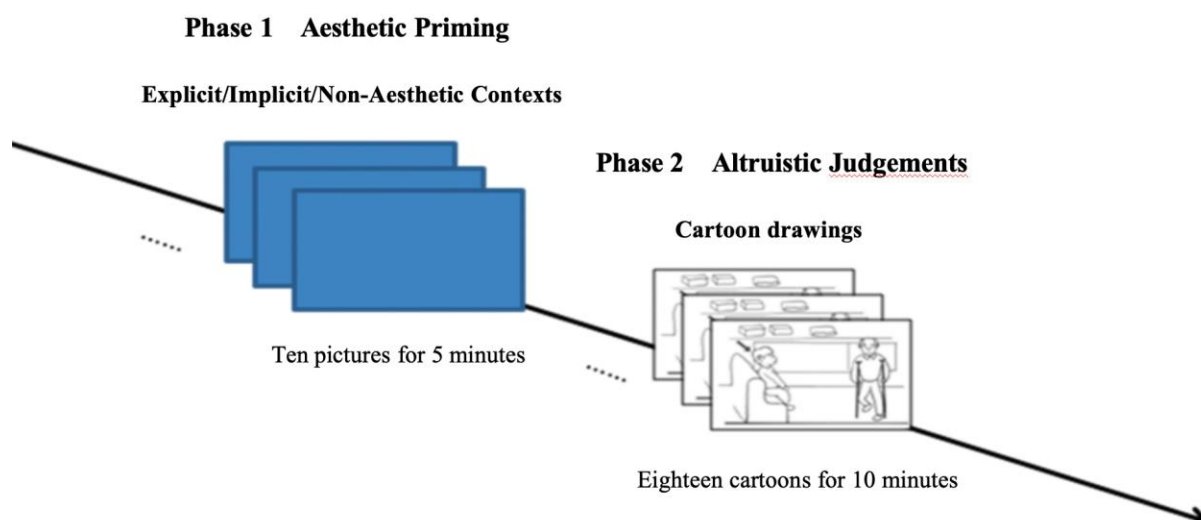 Phase 1 Aesthetic Priming
Explicit/Implicit/Non-Aesthetic Contexts
......
Ten pictures for 5 minutes
Phase 2 Altruistic Judgements
Cartoon drawings
......
Eighteen cartoons for 10 minutes